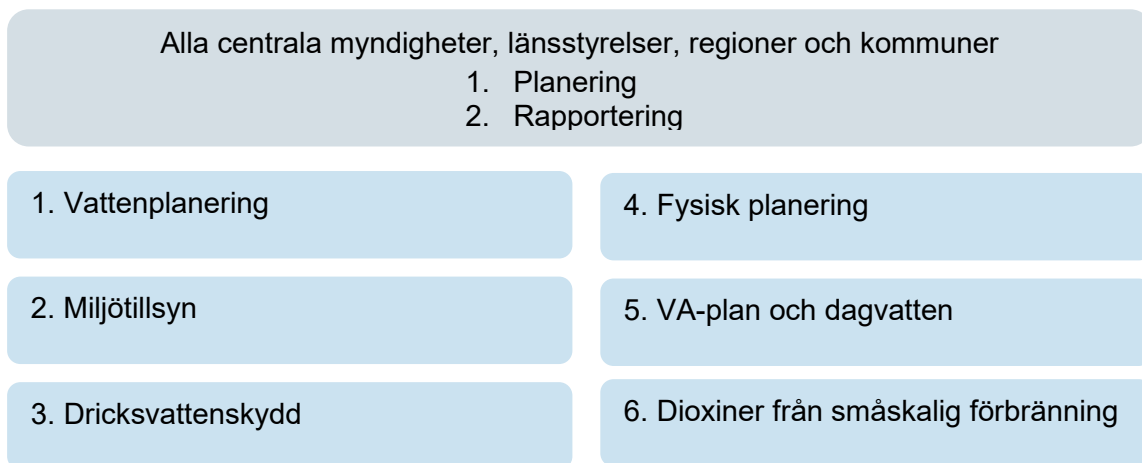 Alla centrala myndigheter, länsstyrelser, regioner och kommuner
1. Planering
2. Rapportering
1. Vattenplanering
2. Miljötillsyn
3. Dricksvattenskydd
4. Fysisk planering
5. VA-plan och dagvatten
6. Dioxiner från småskalig förbränning